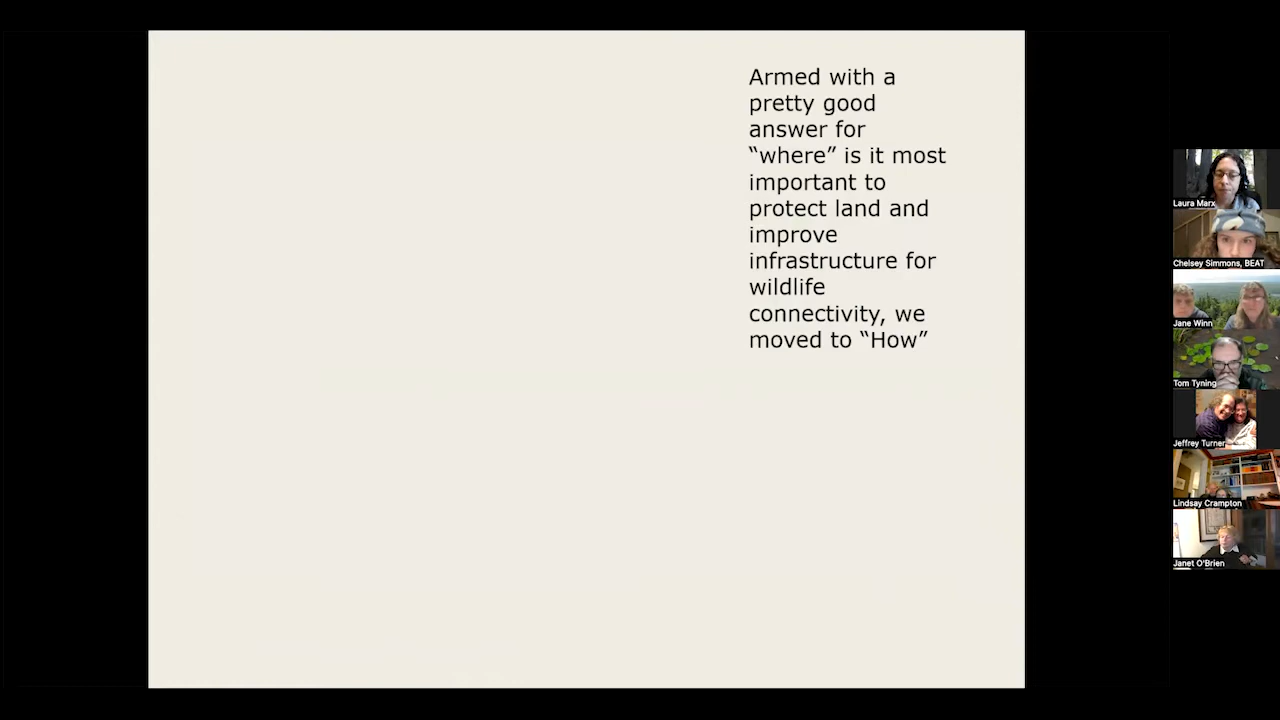 Armed with a
pretty good
answer for
“where” is it most
important to
protect land and
improve
infrastructure for
wildlife
connectivity, we
moved to “How”
Laura Marx
Chelsey Simmons, BEAT
Jane Winn
Tom Tyning
Jeffrey Turner
Lindsay Crampton
Janet O'Brien